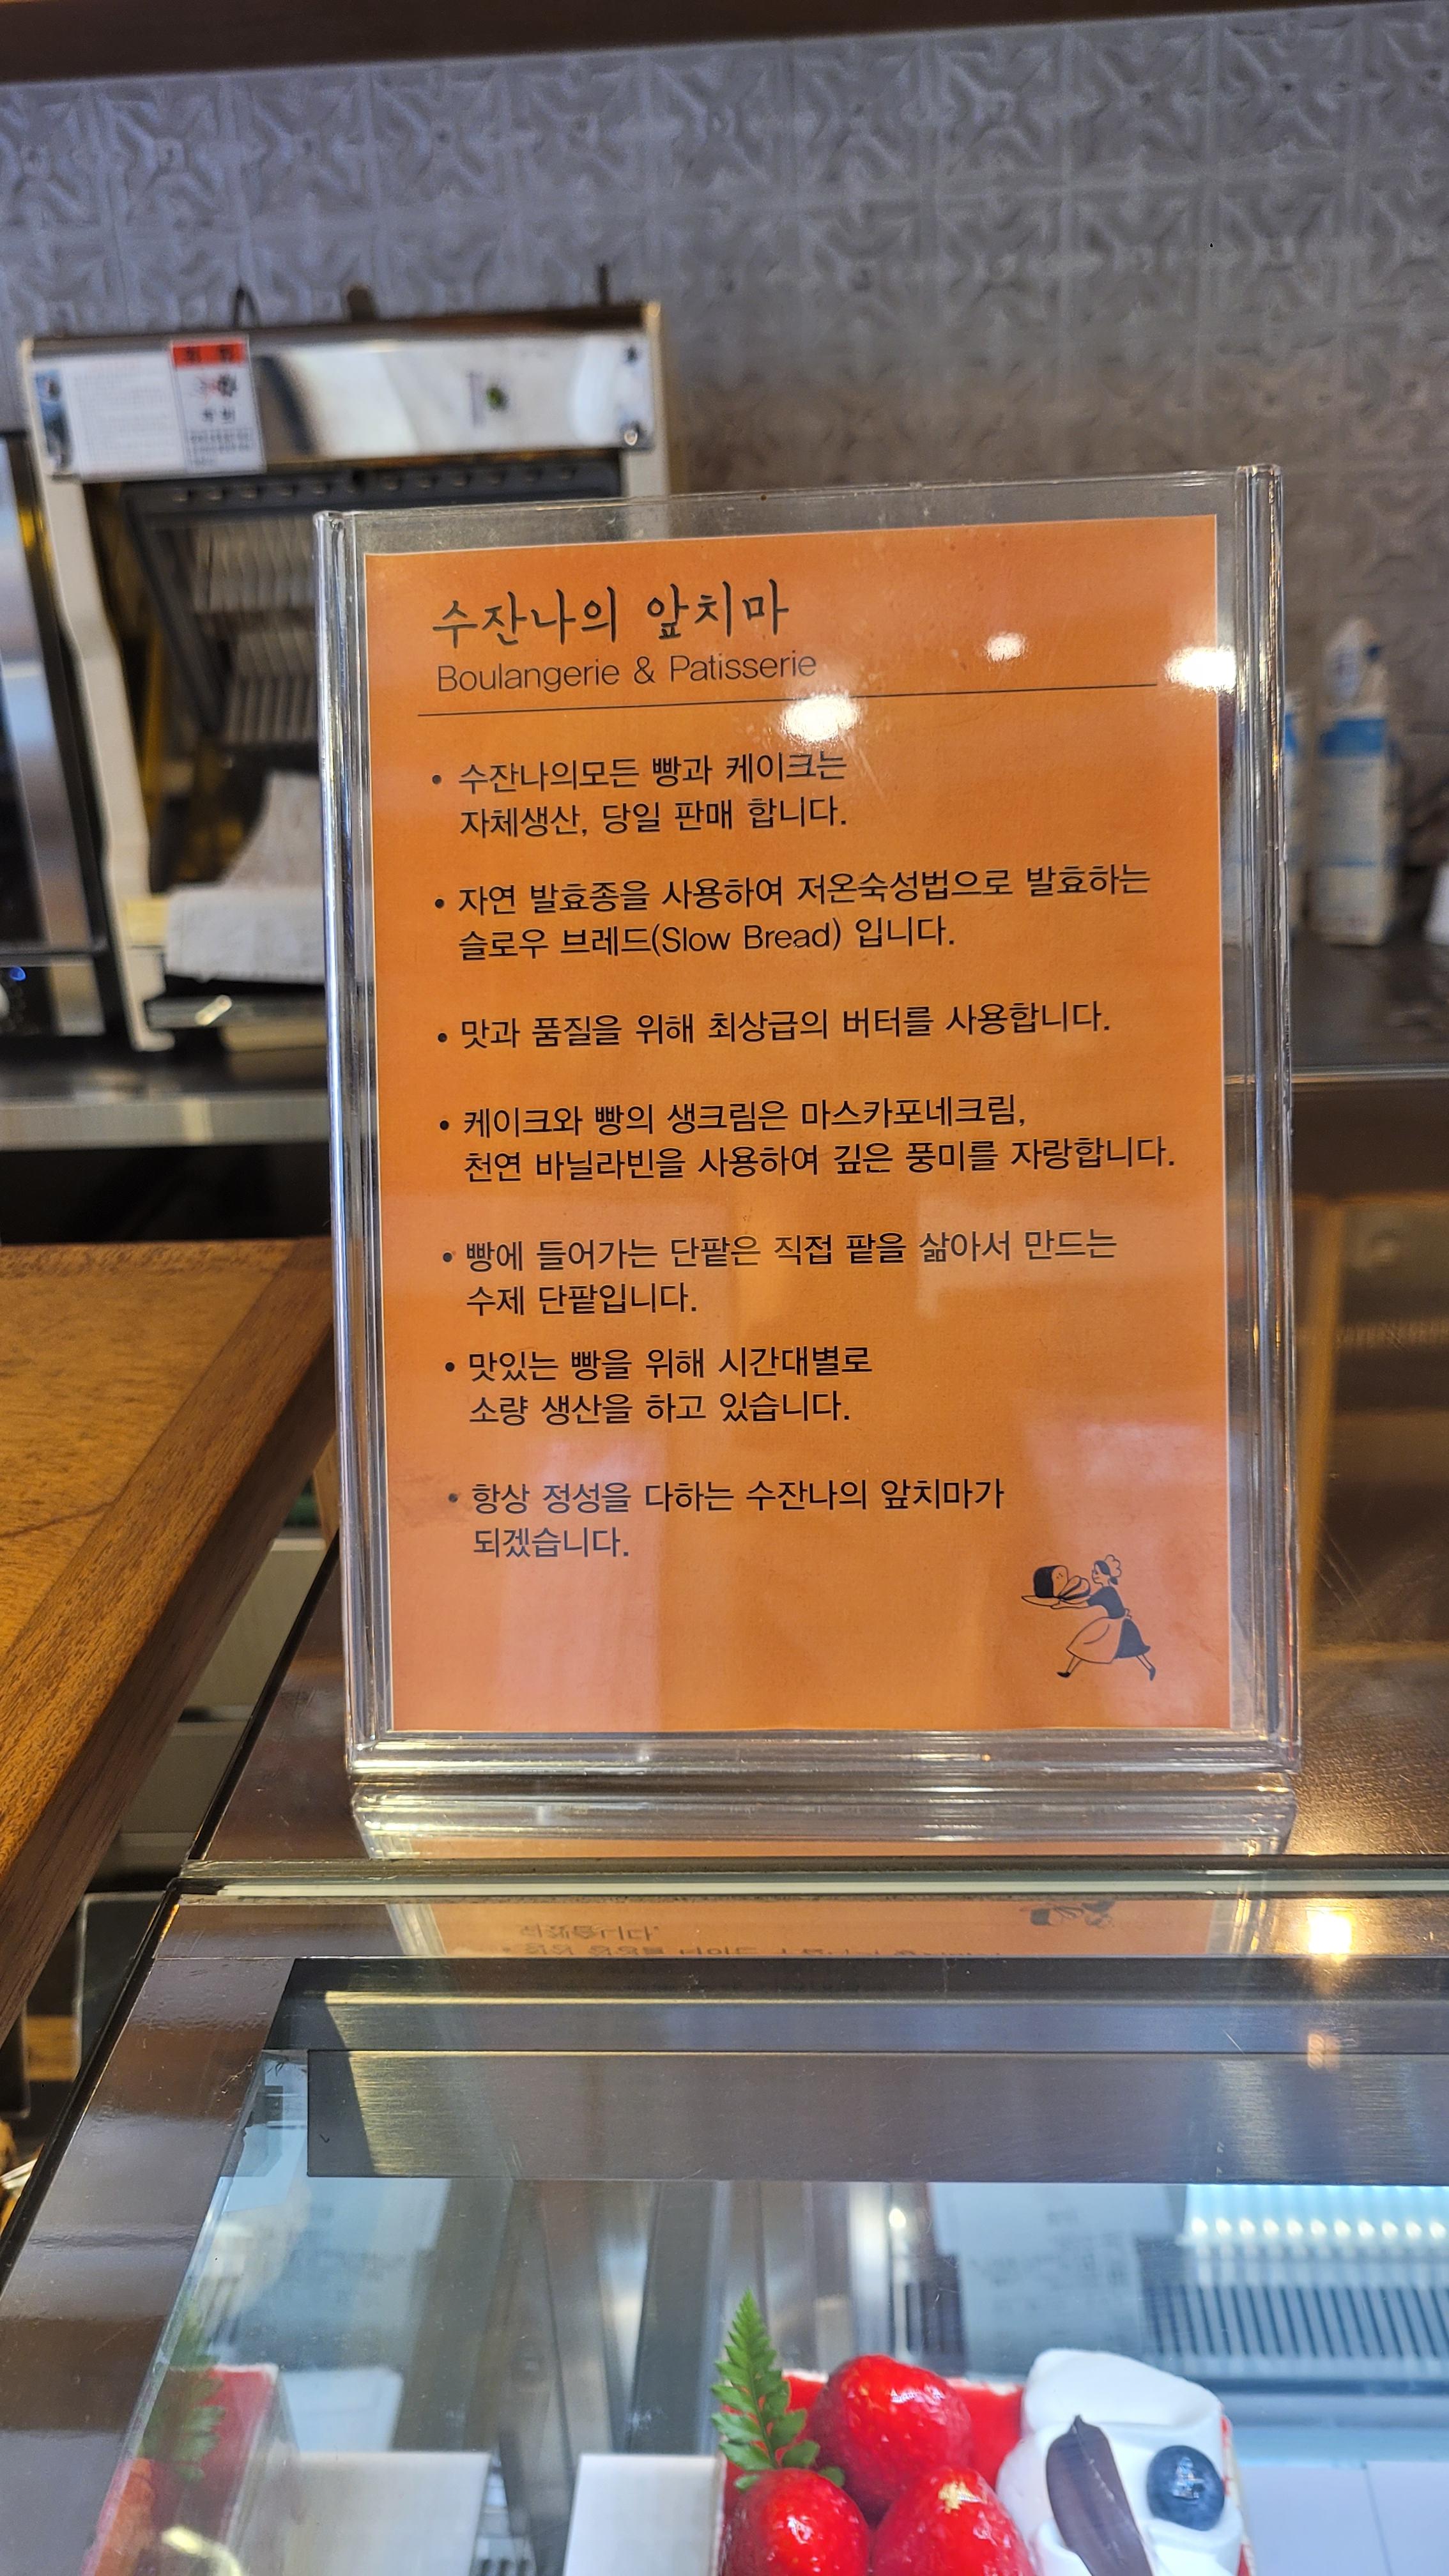 수잔나의 앞치마
Boulangerie & Patisserie
• 수잔나의모든 빵과 케이크는
자체생산, 당일 판매 합니다.
• 자연 발효종을 사용하여 저온숙성법으로 발효하는
슬로우 브레드(Slow Bread) 입니다.
• 맛과 품질을 위해 최상급의 버터를 사용합니다.
• 케이크와 빵의 생크림은 마스카포네크림,
천연 바닐라빈을 사용하여 깊은 풍미를 자랑합니다.
• 빵에 들어가는 단팥은 직접 팥을 삶아서 만드는
수제 단팥입니다.
• 맛있는 빵을 위해 시간대별로
소량 생산을 하고 있습니다.
• 항상 정성을 다하는 수잔나의 앞치마가
되겠습니다.